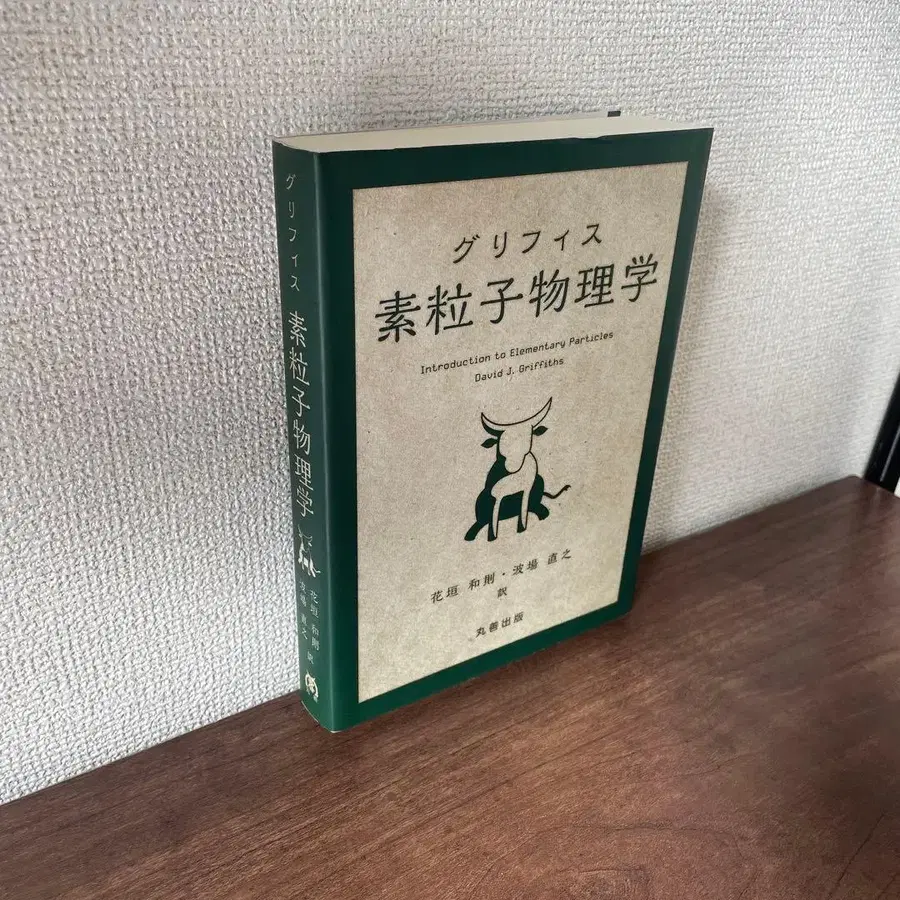 グリフィス
素粒子物理学
Introduction to Elementary Particles
David J. Griffiths
花垣 和則・波場 直之
訳
丸善出版
グリフィス 素粒子物理学
花垣 和則
波場 直之 訳